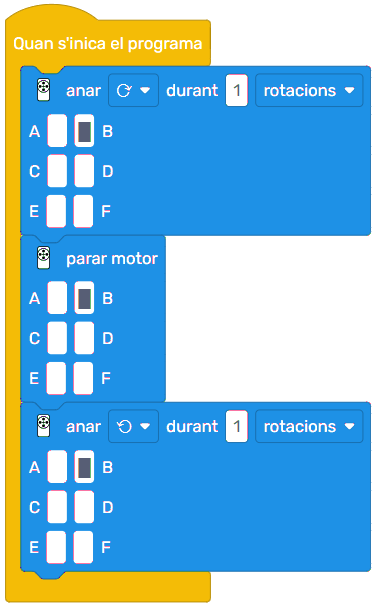 Quan s'inica el programa
anar durant 1 rotacions
A B
C D
E F
parar motor
A B
C D
E F
anar durant 1 rotacions
A B
C D
E F